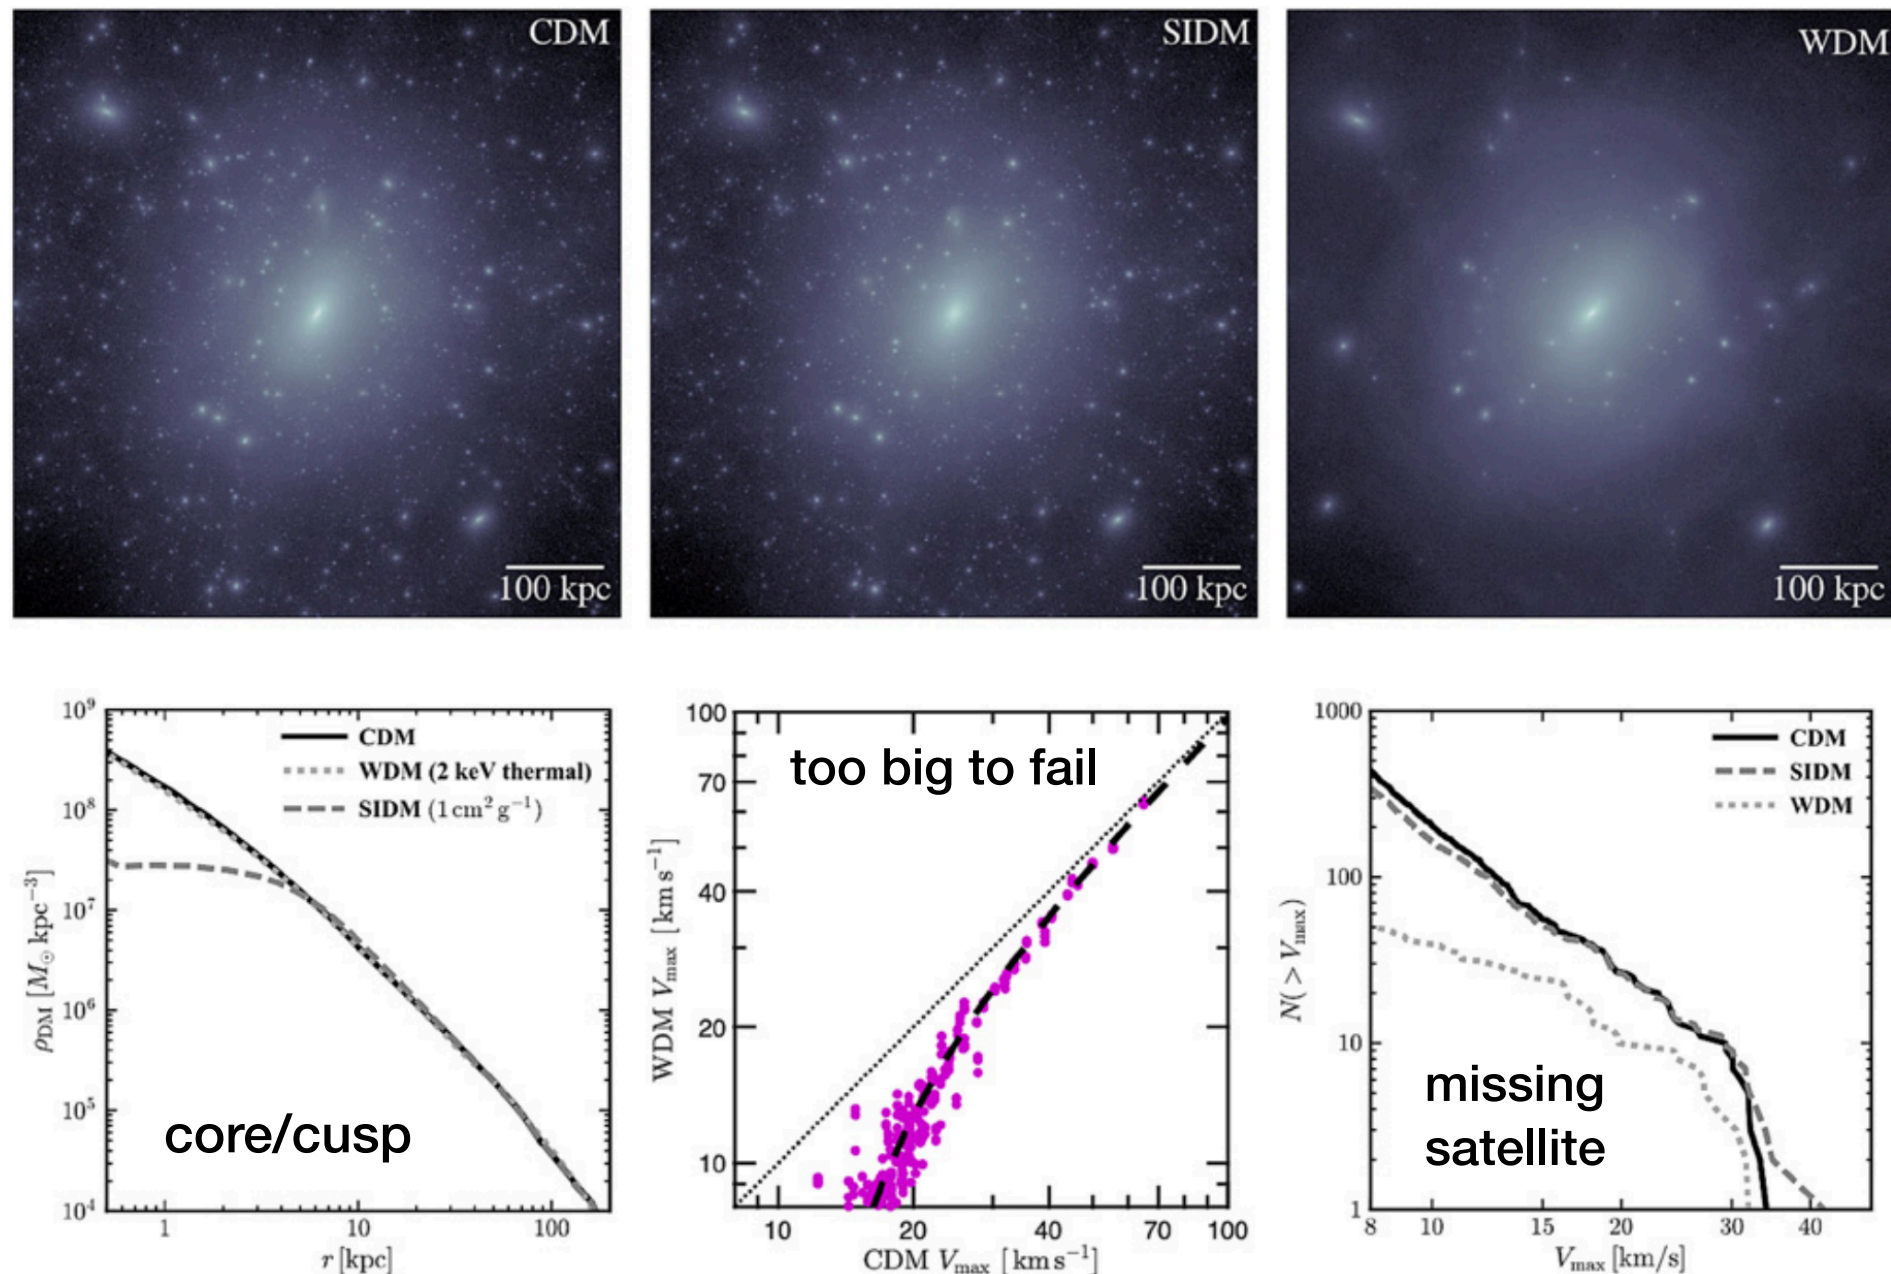 CDM
100 kpc
SIDM
100 kpc
WDM
100 kpc
10⁹
10⁸
10⁷
10⁶
10⁵
10⁴
ρ_DM [M_⊙ kpc⁻³]
CDM
WDM (2 keV thermal)
SIDM (1 cm² g⁻¹)
core/cusp
1 10 100
r [kpc]
100
70
40
20
10
WDM V_max [km s⁻¹]
too big to fail
10 20 40 70 100
CDM V_max [km s⁻¹]
1000
100
10
1
N(> V_max)
CDM
SIDM
WDM
missing
satellite
8 10 15 20 30 40
V_max [km/s]